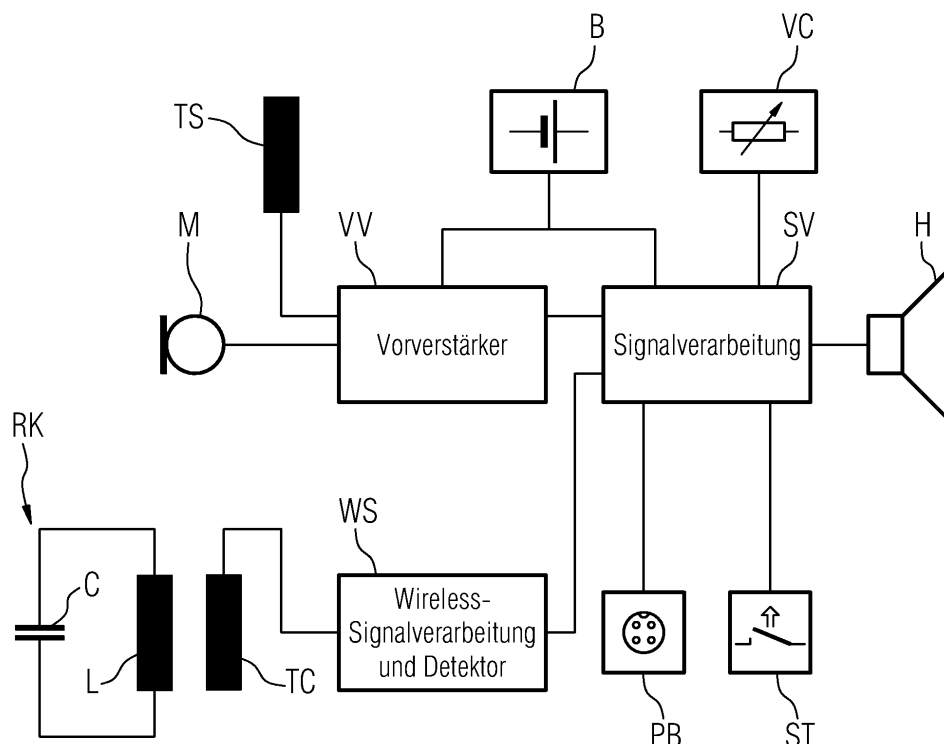 B
VC
TS
M
VV
SV
H
Vorverstärker
Signalverarbeitung
RK
WS
C
Wireless-
Signalverarbeitung
und Detektor
L
TC
PB
ST